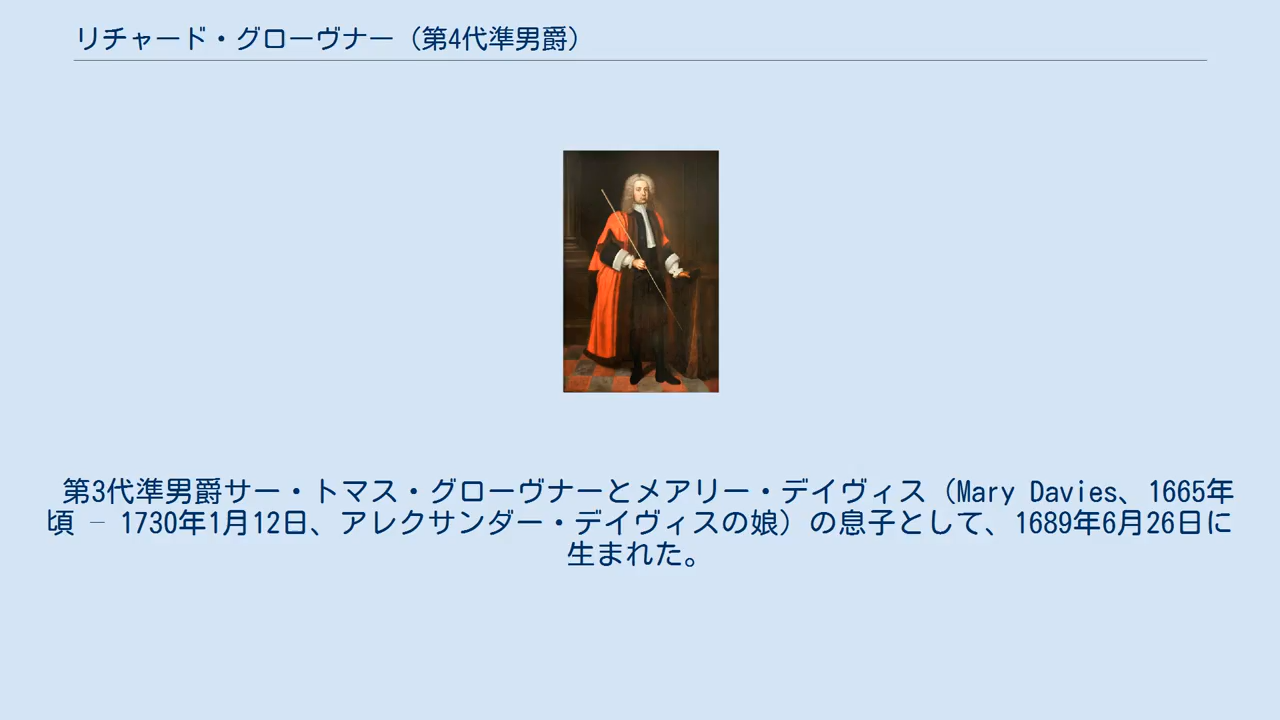 リチャード・グローヴナー（第4代準男爵）
第3代準男爵サー・トマス・グローヴナーとメアリー・デイヴィス（Mary Davies、1665年
頃 – 1730年1月12日、アレクサンダー・デイヴィスの娘）の息子として、1689年6月26日に
生まれた。